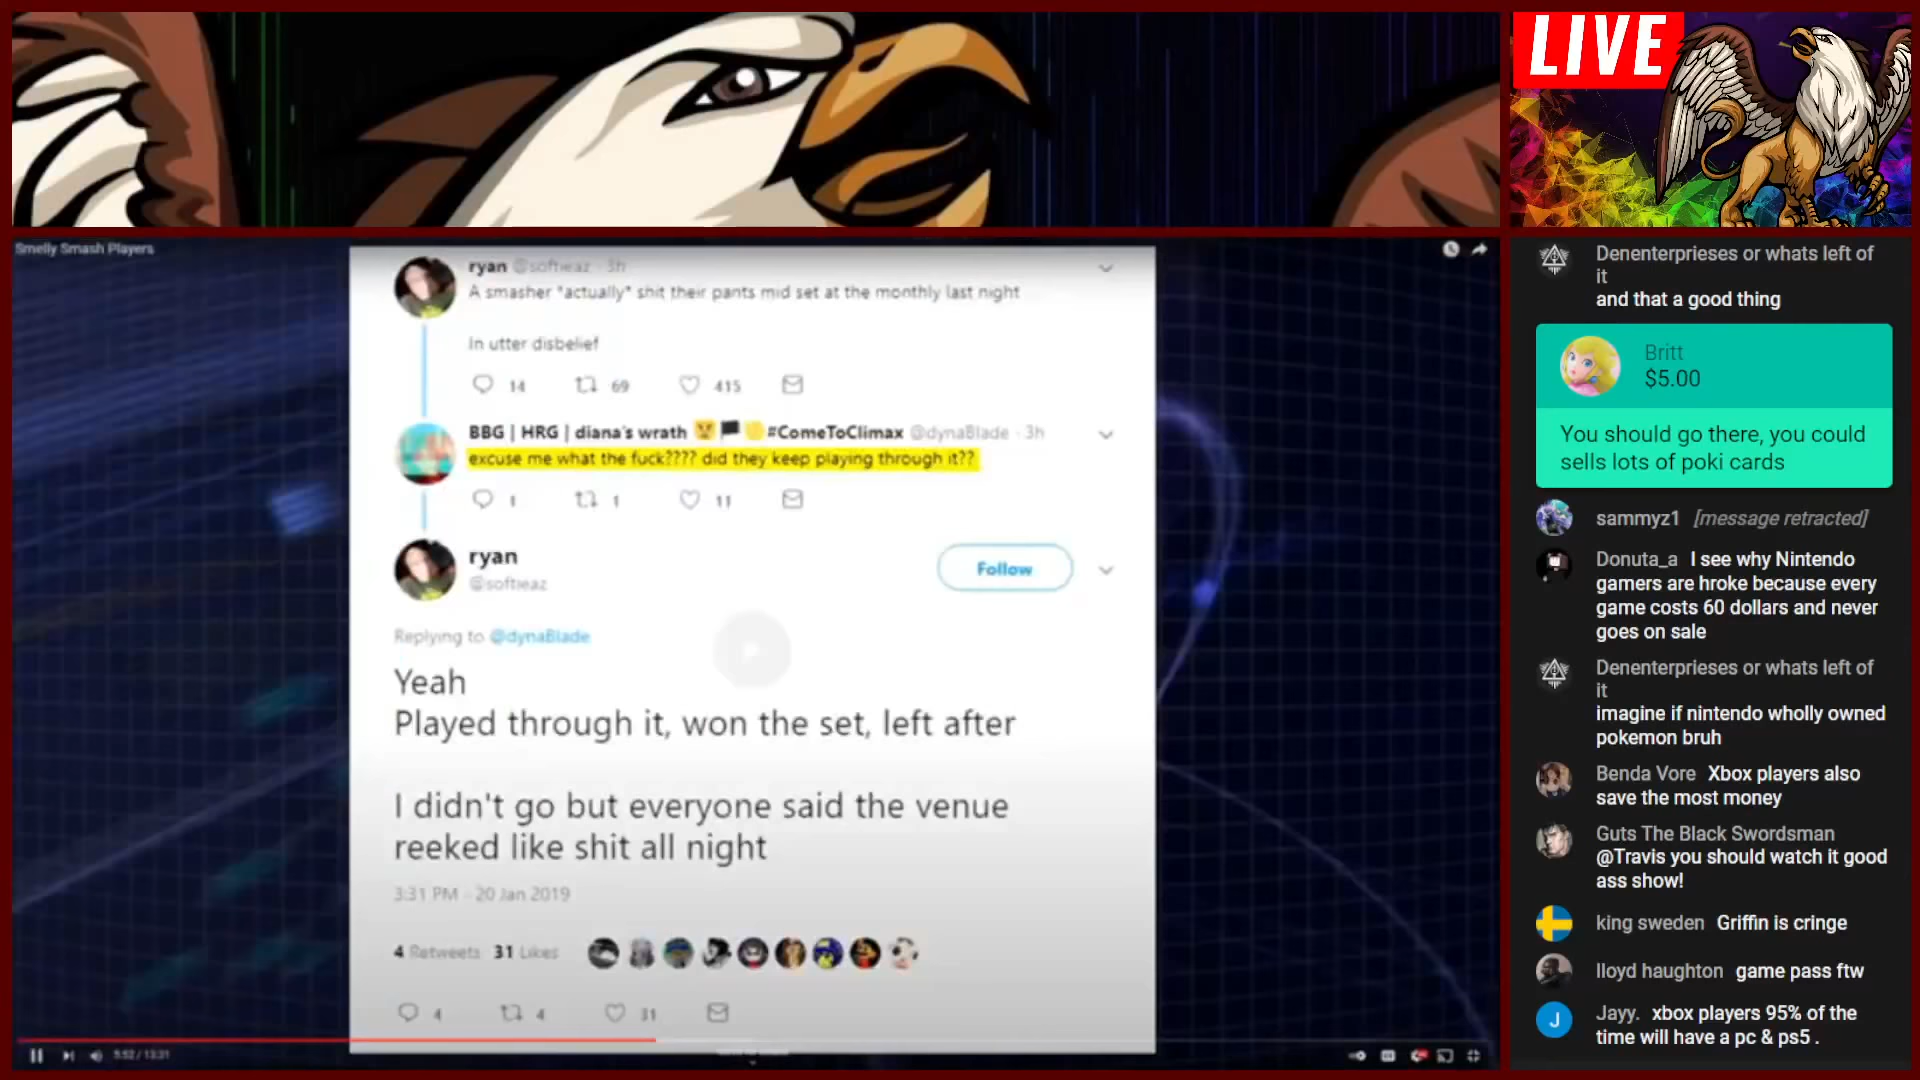 LIVE
Smelly Smash Players
ryan @softieaz · 3h
A smasher *actually* shit their pants mid set at the monthly last night
In utter disbelief
14 69 415
BBG | HRG | diana's wrath #ComeToClimax @dynaBlade · 3h
excuse me what the fuck???? did they keep playing through it??
1 1 11
ryan
@softieaz
Follow
Replying to @dynaBlade
Yeah
Played through it, won the set, left after
I didn't go but everyone said the venue
reeked like shit all night
3:31 PM - 20 Jan 2019
4 Retweets 31 Likes
4 4 31
5:52 / 13:31
Denenterprieses or whats left of
it
and that a good thing
Britt
$5.00
You should go there, you could
sells lots of poki cards
sammyz1 [message retracted]
Donuta_a I see why Nintendo
gamers are hroke because every
game costs 60 dollars and never
goes on sale
Denenterprieses or whats left of
it
imagine if nintendo wholly owned
pokemon bruh
Benda Vore Xbox players also
save the most money
Guts The Black Swordsman
@Travis you should watch it good
ass show!
king sweden Griffin is cringe
lloyd haughton game pass ftw
J
Jayy. xbox players 95% of the
time will have a pc & ps5 .